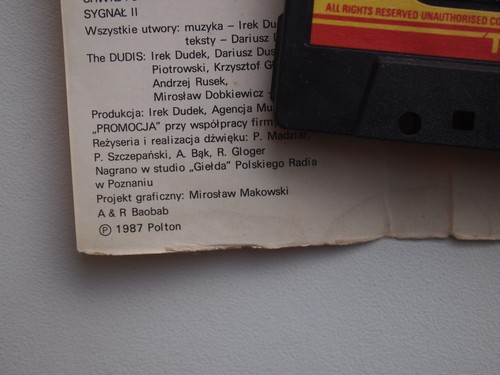 SYGNAŁ II
Wszystkie utwory: muzyka – Irek Du
teksty – Dariusz
The DUDIS: Irek Dudek, Dariusz Dus
Piotrowski, Krzysztof
Andrzej Rusek,
Mirosław Dobkiewicz –
Produkcja: Irek Dudek, Agencja Mu
„PROMOCJA” przy współpracy firm
Reżyseria i realizacja dźwięku: P. Madziar,
P. Szczepański, A. Bąk, R. Gloger
Nagrano w studio „Giełda” Polskiego Radia
w Poznaniu
Projekt graficzny: Mirosław Makowski
A & R Baobab
Ⓟ 1987 Polton
ALL RIGHTS RESERVED·UNAUTHORISED CO